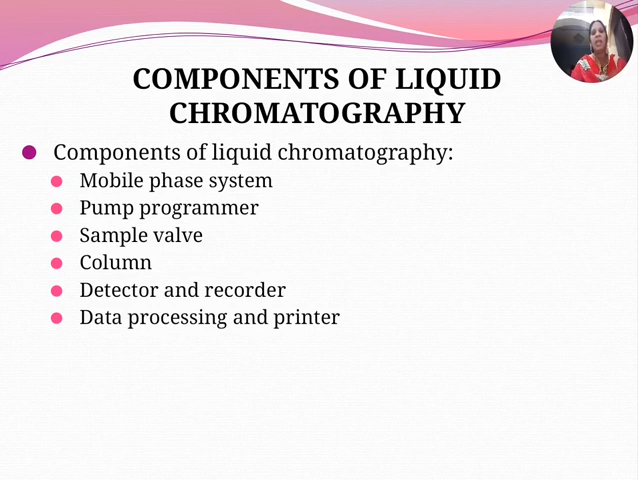 COMPONENTS OF LIQUID
CHROMATOGRAPHY
Components of liquid chromatography:
Mobile phase system
Pump programmer
Sample valve
Column
Detector and recorder
Data processing and printer